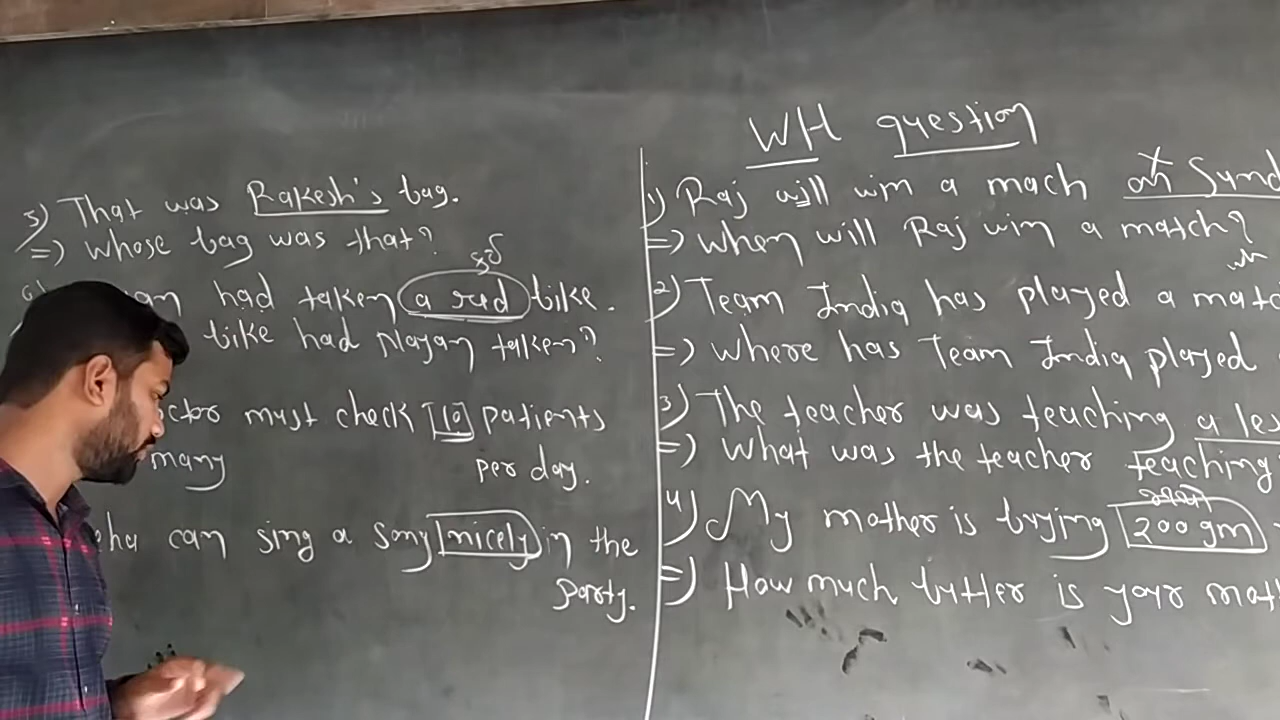 WH question
5) That was Rakesh's bag.
=) Whose bag was that?
had taken a red bike.
bike had Nayan taken?
must check 10 patients
per day.
many
can sing a song nicely in the
party.
1) Raj will win a mach on Sund
=) When will Raj win a match?
2) Team India has played a matc
=) Where has Team India played
3) The teacher was teaching a les
=) What was the teacher teaching
4) My mother is buying 200 gm
=) How much butter is your moth